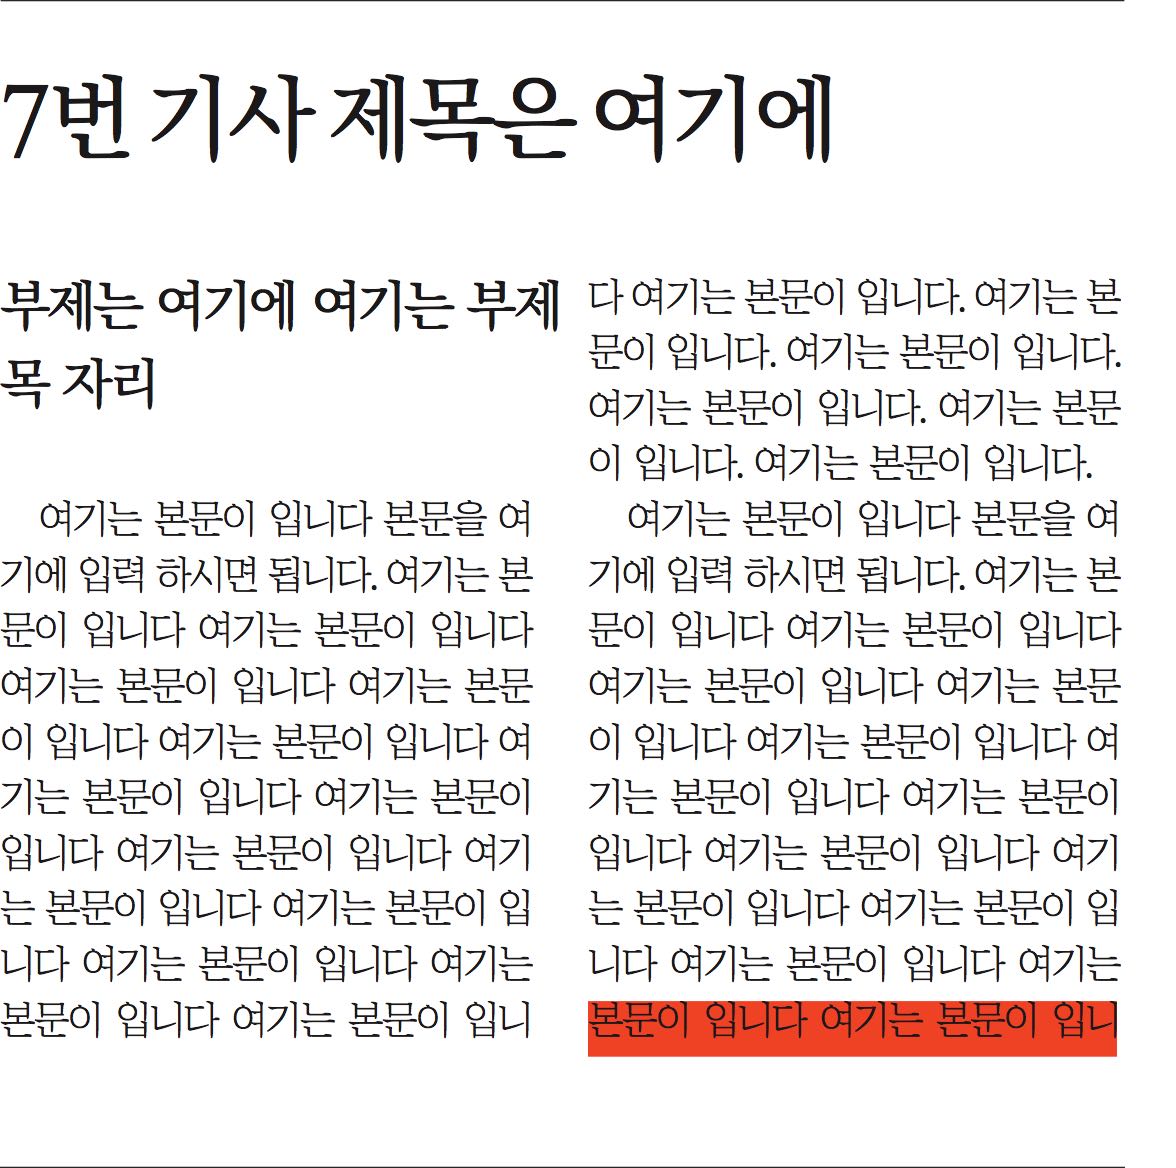 7번 기사 제목은 여기에
부제는 여기에 여기는 부제
목 자리
여기는 본문이 입니다 본문을 여
기에 입력 하시면 됩니다. 여기는 본
문이 입니다 여기는 본문이 입니다
여기는 본문이 입니다 여기는 본문
이 입니다 여기는 본문이 입니다 여
기는 본문이 입니다 여기는 본문이
입니다 여기는 본문이 입니다 여기
는 본문이 입니다 여기는 본문이 입
니다 여기는 본문이 입니다 여기는
본문이 입니다 여기는 본문이 입니
다 여기는 본문이 입니다. 여기는 본
문이 입니다. 여기는 본문이 입니다.
여기는 본문이 입니다. 여기는 본문
이 입니다. 여기는 본문이 입니다.
여기는 본문이 입니다 본문을 여
기에 입력 하시면 됩니다. 여기는 본
문이 입니다 여기는 본문이 입니다
여기는 본문이 입니다 여기는 본문
이 입니다 여기는 본문이 입니다 여
기는 본문이 입니다 여기는 본문이
입니다 여기는 본문이 입니다 여기
는 본문이 입니다 여기는 본문이 입
니다 여기는 본문이 입니다 여기는
본문이 입니다 여기는 본문이 입니